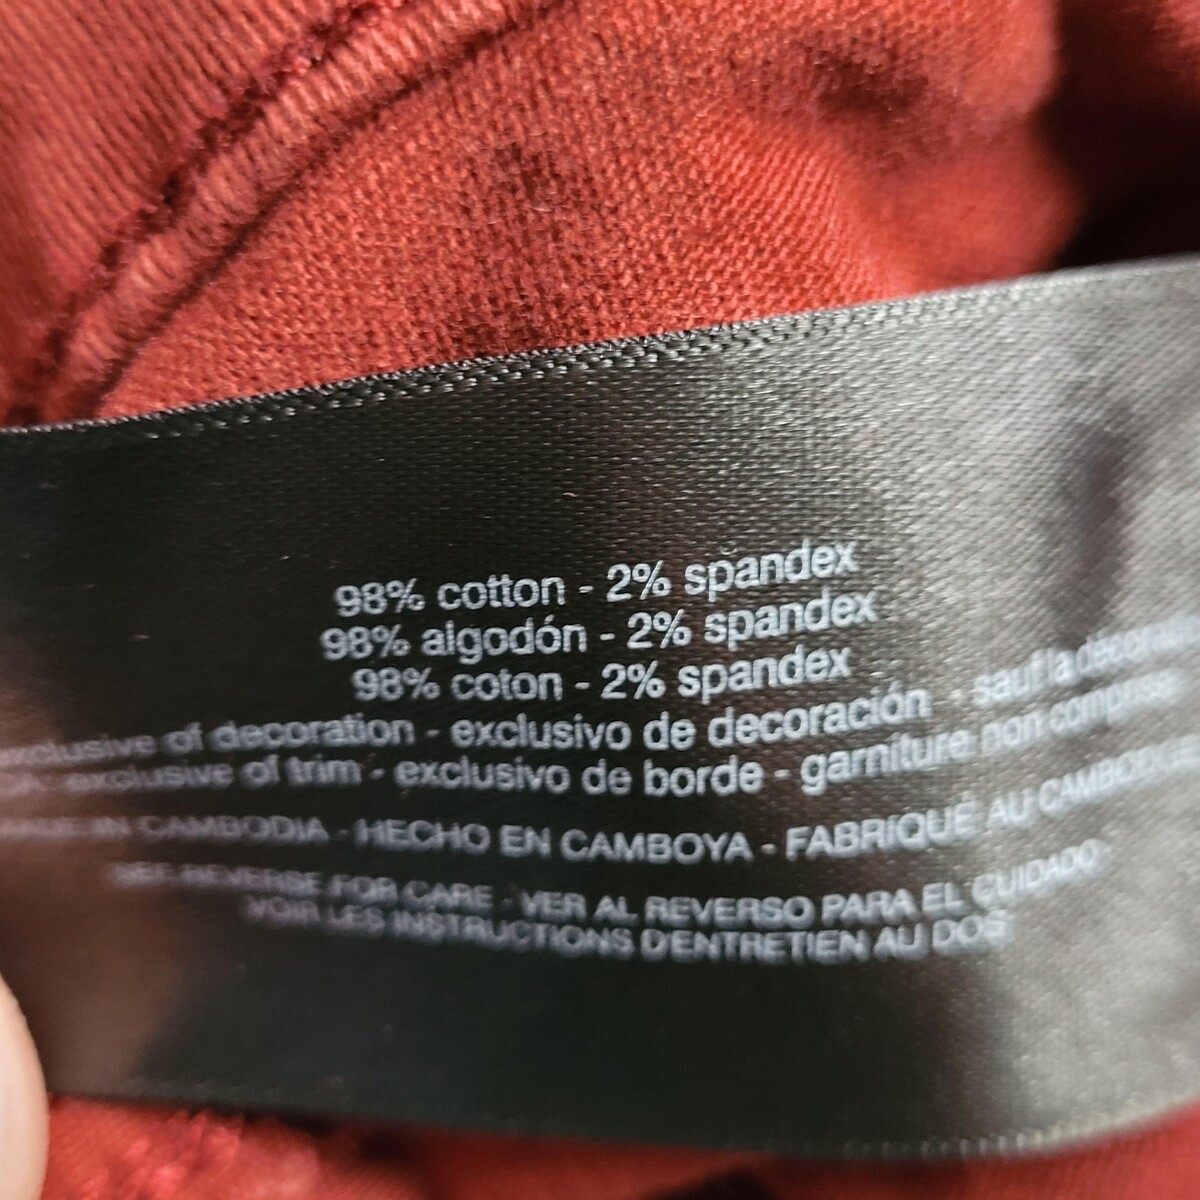 98% cotton - 2% spandex
98% algodón - 2% spandex
98% coton - 2% spandex
exclusive of decoration - exclusivo de decoración - sauf la décoration
exclusive of trim - exclusivo de borde - garniture non comprise
MADE IN CAMBODIA - HECHO EN CAMBOYA - FABRIQUÉ AU CAMBODGE
SEE REVERSE FOR CARE - VER AL REVERSO PARA EL CUIDADO-
VOIR LES INSTRUCTIONS D'ENTRETIEN AU DOS